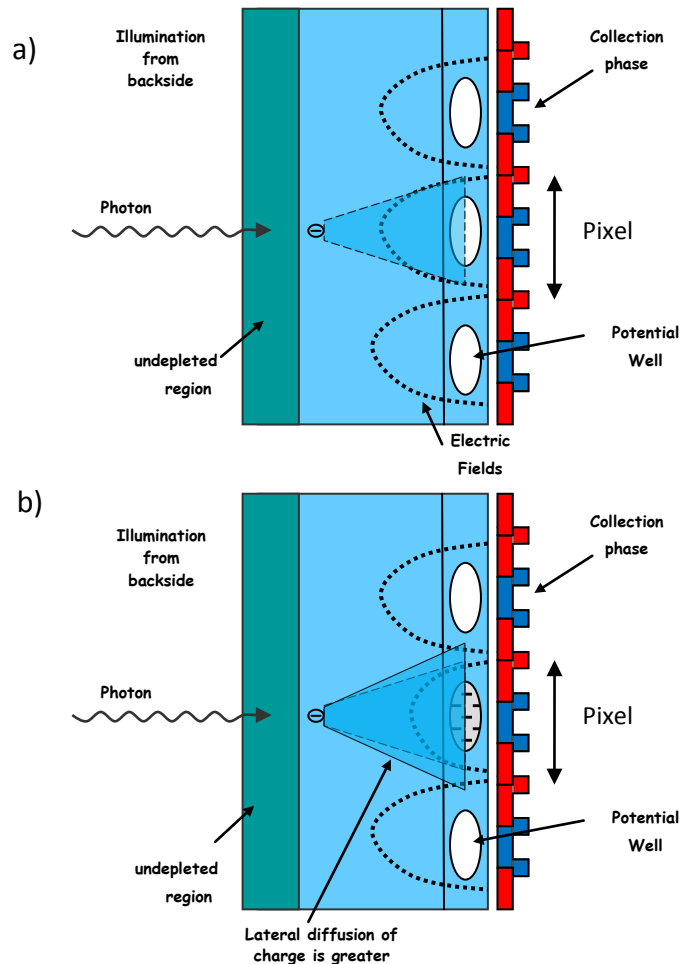 a)
Illumination
from
backside
Collection
phase
Photon
Pixel
undepleted
region
Potential
Well
Electric
Fields
b)
Illumination
from
backside
Collection
phase
Photon
Pixel
undepleted
region
Potential
Well
Lateral diffusion of
charge is greater